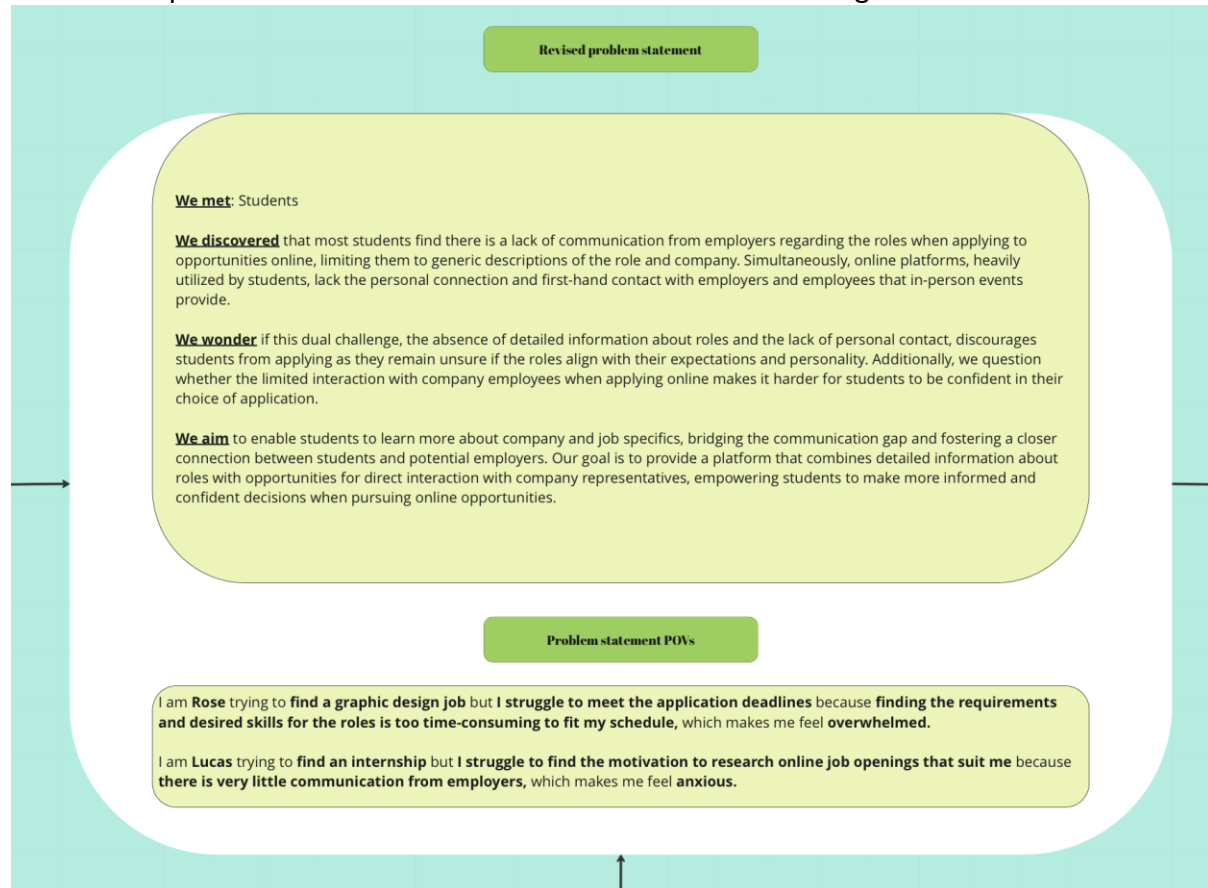 Revised problem statement
We met: Students
We discovered that most students find there is a lack of communication from employers regarding the roles when applying to
opportunities online, limiting them to generic descriptions of the role and company. Simultaneously, online platforms, heavily
utilized by students, lack the personal connection and first-hand contact with employers and employees that in-person events
provide.
We wonder if this dual challenge, the absence of detailed information about roles and the lack of personal contact, discourages
students from applying as they remain unsure if the roles align with their expectations and personality. Additionally, we question
whether the limited interaction with company employees when applying online makes it harder for students to be confident in their
choice of application.
We aim to enable students to learn more about company and job specifics, bridging the communication gap and fostering a closer
connection between students and potential employers. Our goal is to provide a platform that combines detailed information about
roles with opportunities for direct interaction with company representatives, empowering students to make more informed and
confident decisions when pursuing online opportunities.
Problem statement POVs
I am Rose trying to find a graphic design job but I struggle to meet the application deadlines because finding the requirements
and desired skills for the roles is too time-consuming to fit my schedule, which makes me feel overwhelmed.
I am Lucas trying to find an internship but I struggle to find the motivation to research online job openings that suit me because
there is very little communication from employers, which makes me feel anxious.